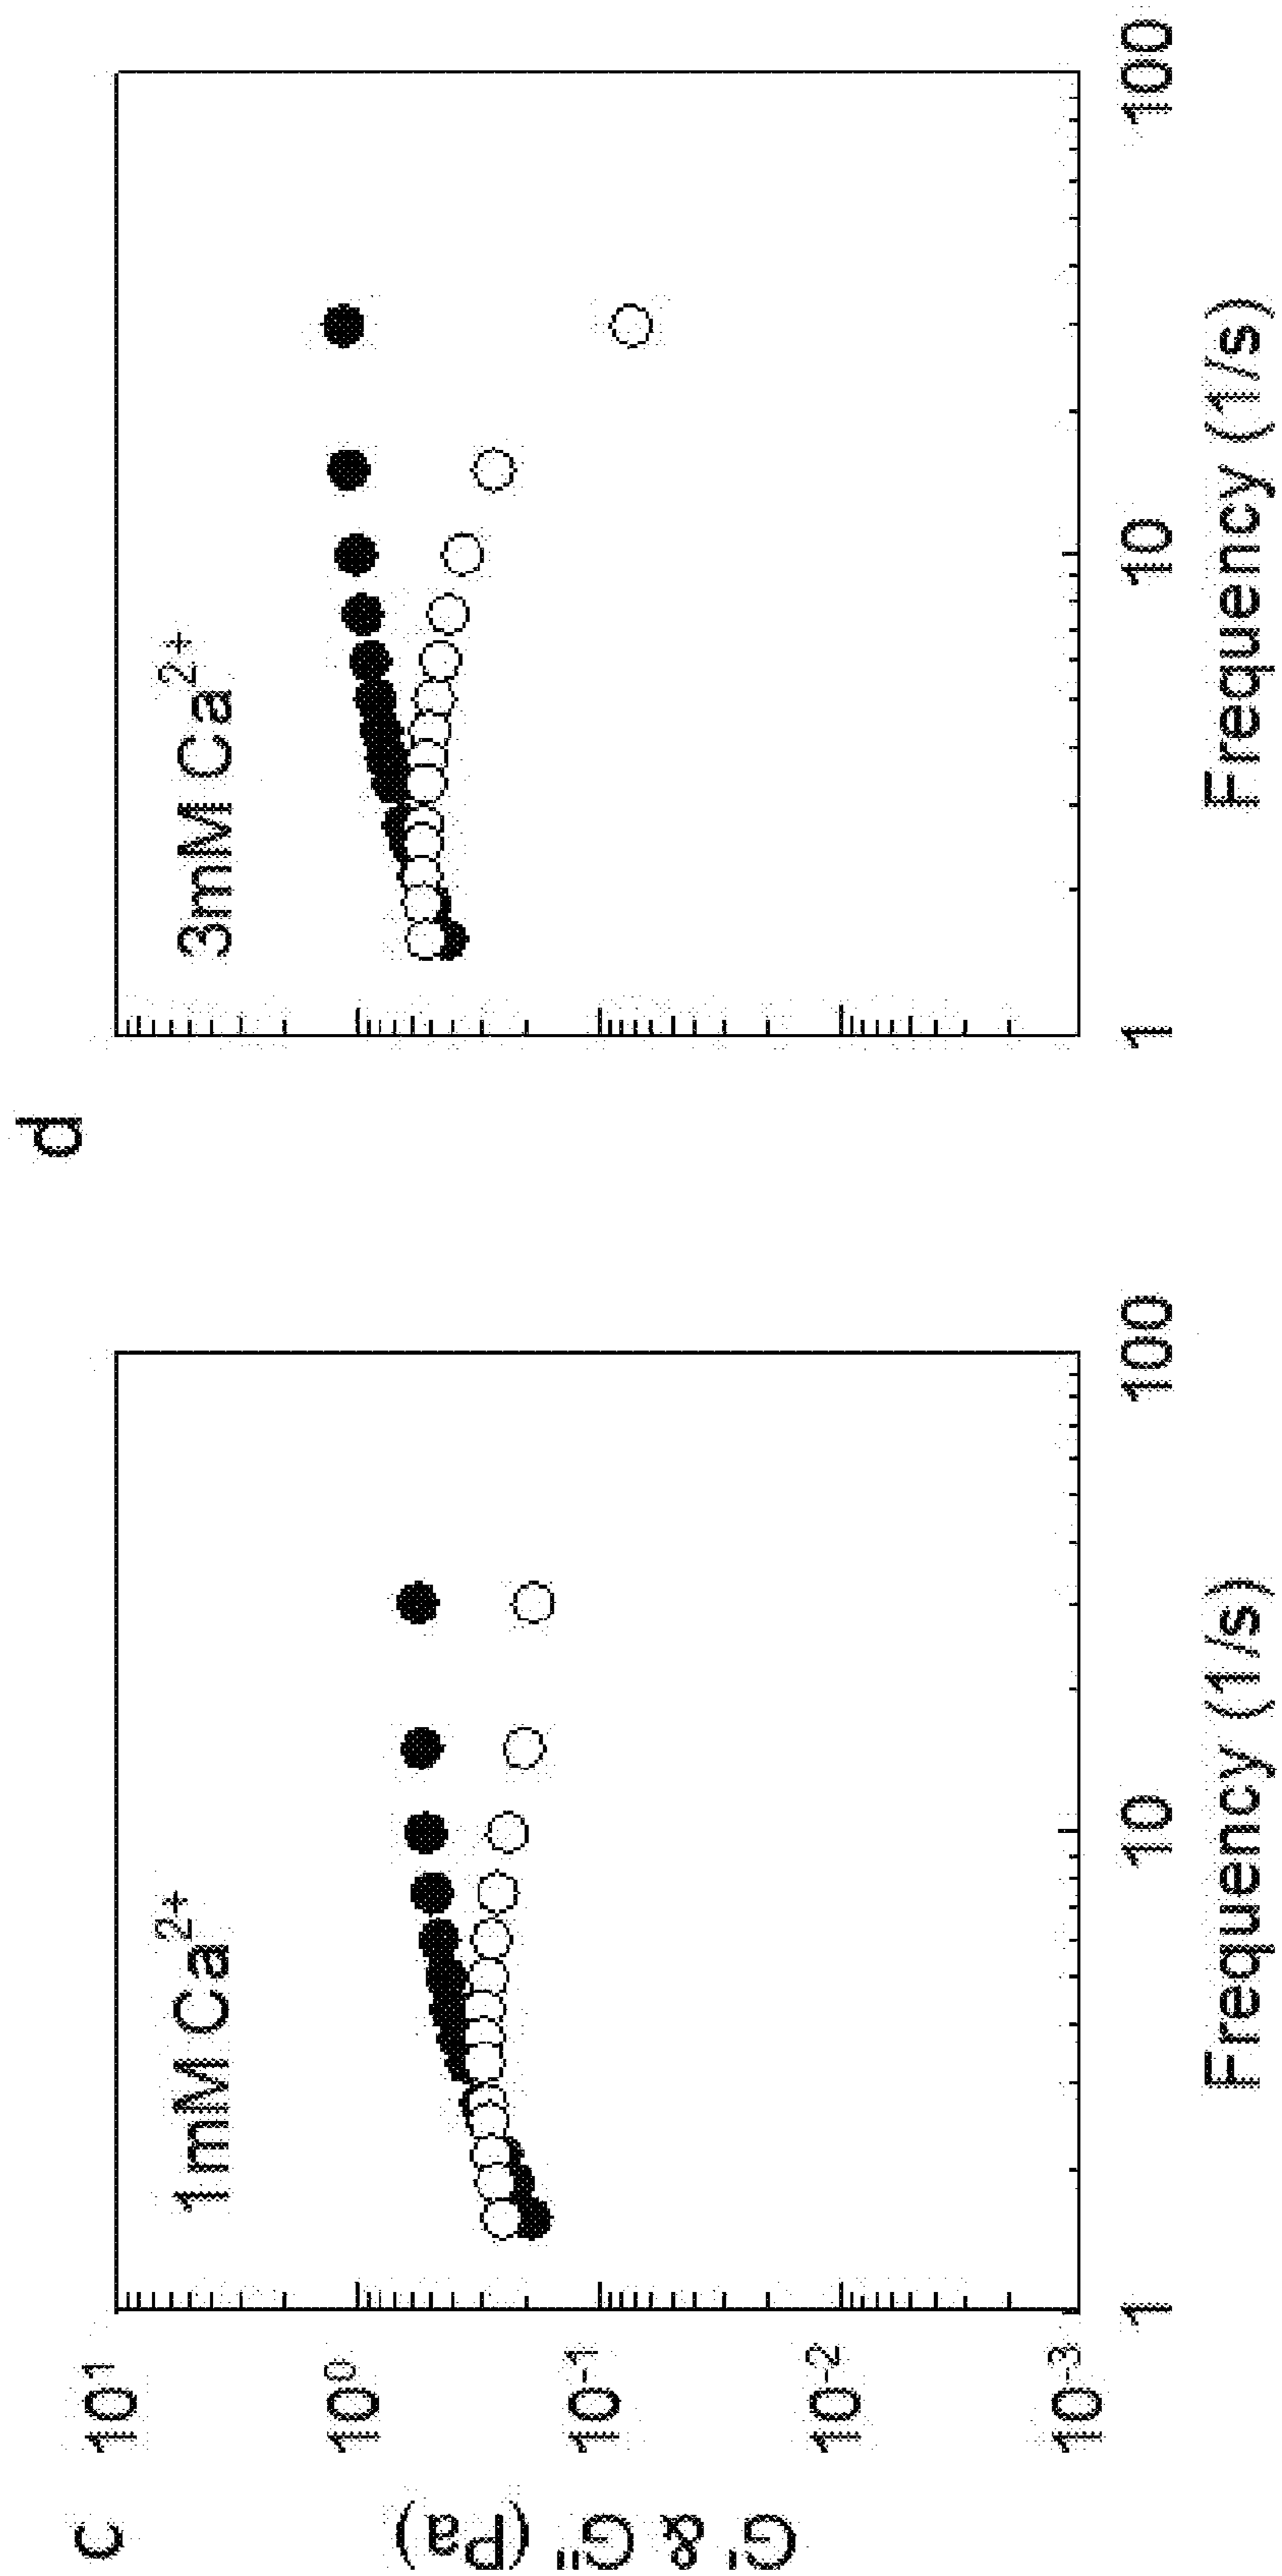 c
G' & G'' (Pa)
10¹
10⁰
10⁻¹
10⁻²
10⁻³
1mM Ca²⁺
1
10
100
Frequency (1/s)
d
3mM Ca²⁺
1
10
100
Frequency (1/s)